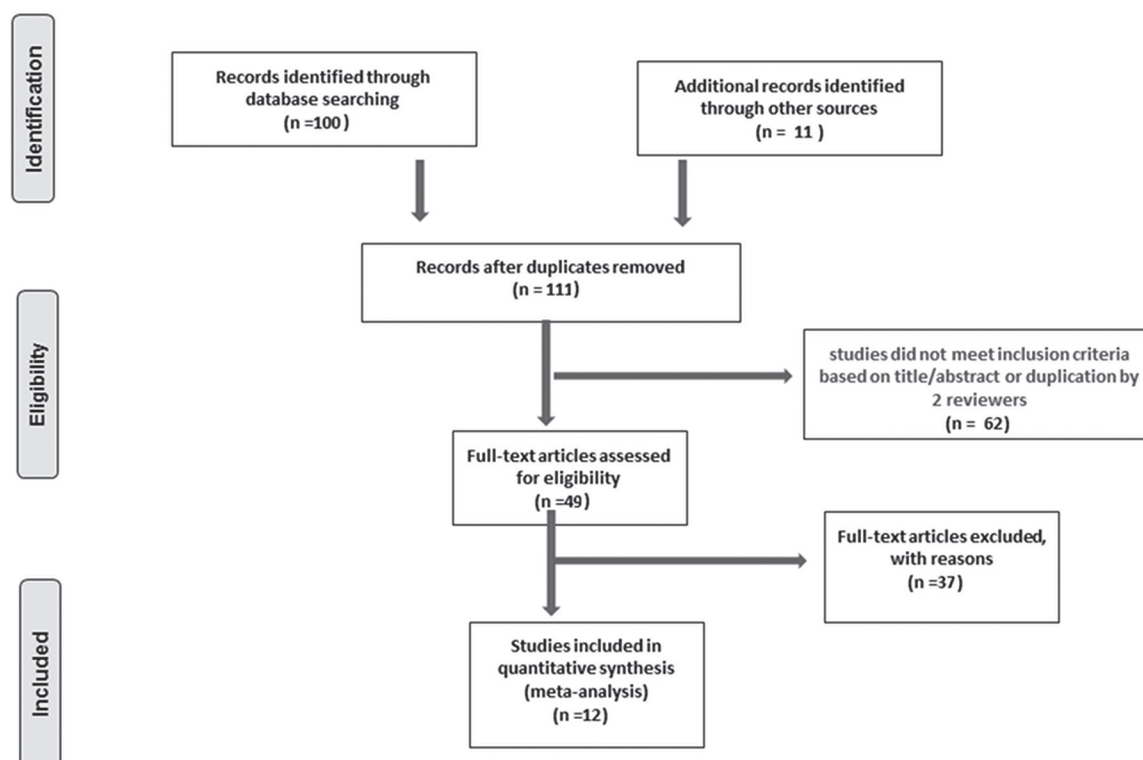 Identification
Records identified through
database searching
(n =100 )
Additional records identified
through other sources
(n = 11 )
Records after duplicates removed
(n = 111)
Eligibility
studies did not meet inclusion criteria
based on title/abstract or duplication by
2 reviewers
(n = 62)
Full-text articles assessed
for eligibility
(n =49)
Full-text articles excluded,
with reasons
(n =37)
Included
Studies included in
quantitative synthesis
(meta-analysis)
(n =12)